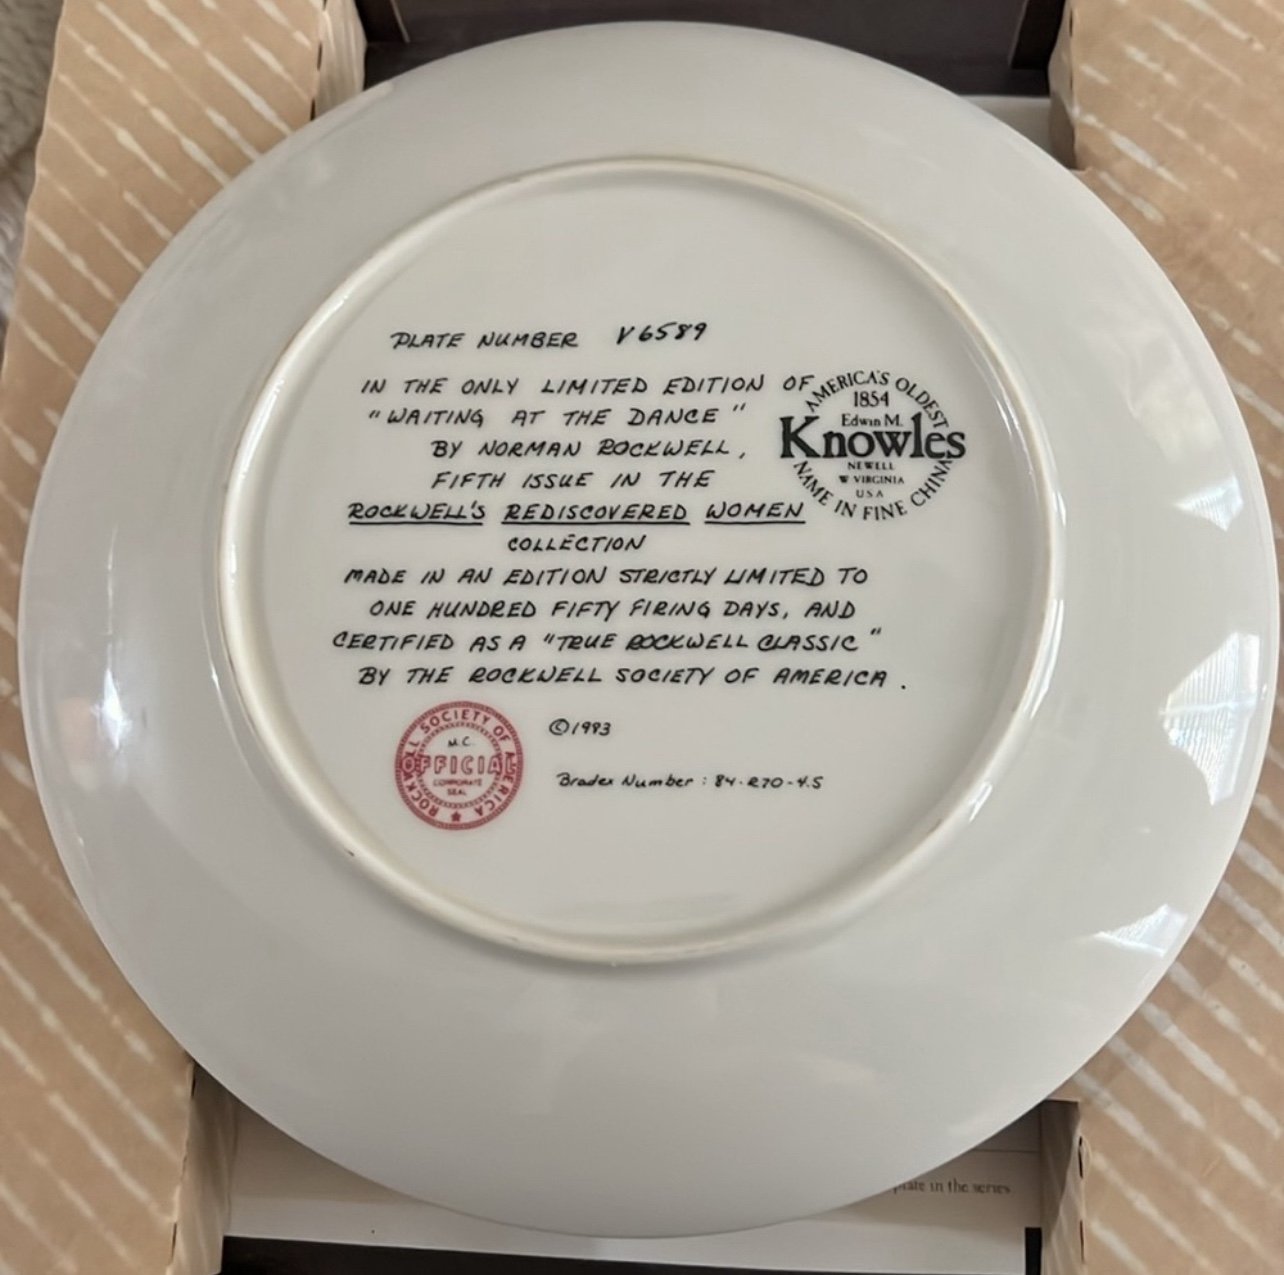 PLATE NUMBER V6589
IN THE ONLY LIMITED EDITION OF
"WAITING AT THE DANCE"
BY NORMAN ROCKWELL,
FIFTH ISSUE IN THE
ROCKWELL'S REDISCOVERED WOMEN
COLLECTION
MADE IN AN EDITION STRICTLY LIMITED TO
ONE HUNDRED FIFTY FIRING DAYS, AND
CERTIFIED AS A "TRUE ROCKWELL CLASSIC"
BY THE ROCKWELL SOCIETY OF AMERICA.
AMERICA'S OLDEST
1854
Edwin M.
Knowles
NEWELL
W VIRGINIA
USA
NAME IN FINE CHINA
ROCKWELL SOCIETY OF AMERICA
M.C.
OFFICIAL
CORPORATE
SEAL
©1983
Bradex Number: 84-R70-4.5
plate in the series